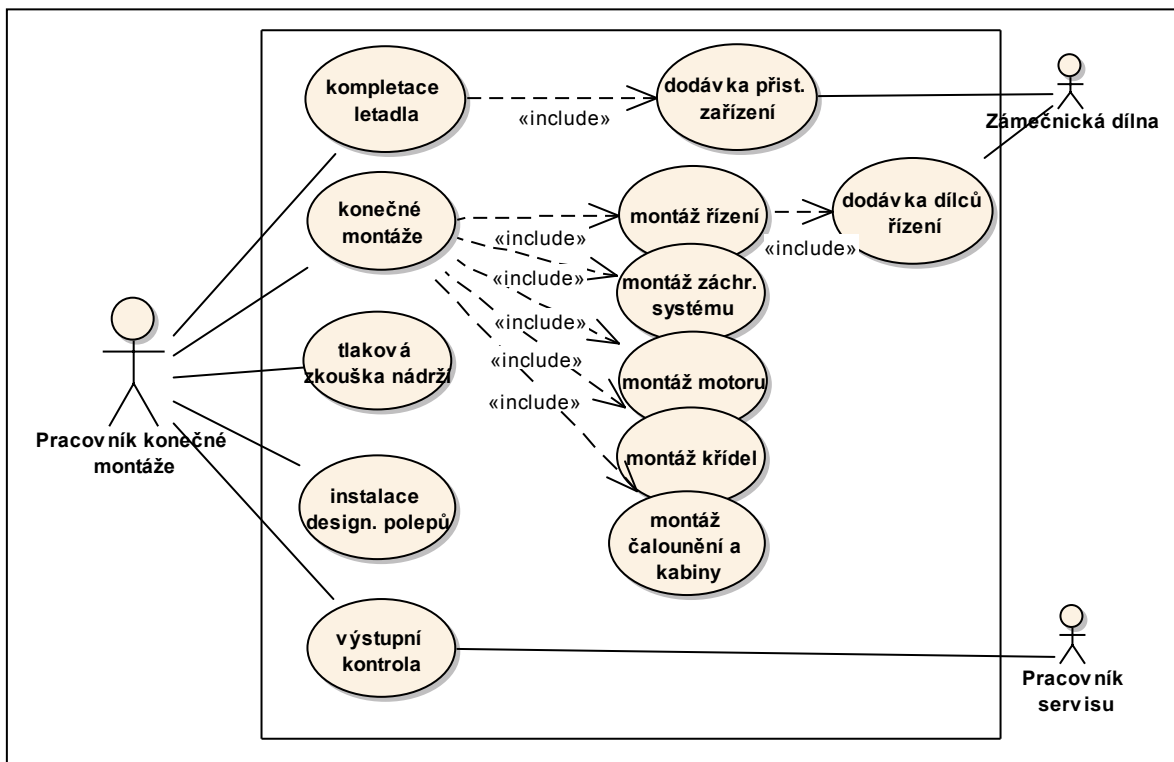 kompletace
letadla
«include»
dodávka přist.
zařízení
Zámečnická dílna
konečné
montáže
«include»
montáž řízení
«include»
dodávka dílců
řízení
montáž záchr.
systému
«include»
tlaková
zkouška nádrží
«include»
montáž motoru
«include»
Pracovník konečné
montáže
montáž křídel
instalace
design. polepů
montáž
čalounění a
kabiny
výstupní
kontrola
Pracovník
servisu